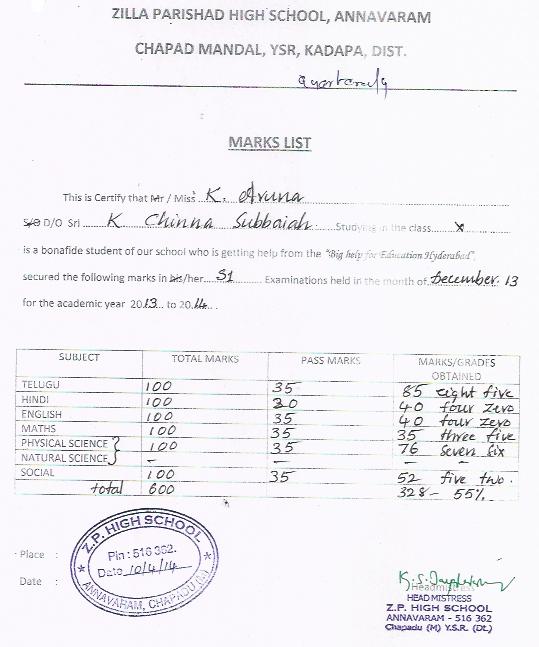 ZILLA PARISHAD HIGH SCHOOL, ANNAVARAM
CHAPAD MANDAL, YSR, KADAPA, DIST.
Quarterly
MARKS LIST
This is Certify that Mr / Miss K. Aruna
S/O D/O Sri K Chinna Subbaiah Studying in the class X
is a bonafide student of our school who is getting help from the "Big help for Education Hyderabad",
secured the following marks in his/her S1 Examinations held in the month of December. 13
for the academic year 2013 to 2014.
SUBJECT TOTAL MARKS PASS MARKS MARKS/GRADES OBTAINED
TELUGU 100 35 85 eight five
HINDI 100 20 40 four zero
ENGLISH 100 35 40 four zero
MATHS 100 35 35 three five
PHYSICAL SCIENCE } 100 35 76 seven six
NATURAL SCIENCE } – – – –
SOCIAL 100 35 52 five two.
total 600 328 – 55%
Z.P. HIGH SCHOOL
Pin : 516 362.
Date 10/4/14
ANNAVARAM, CHAPADU (M)
Place :
Date :
Headmistress
HEAD MISTRESS
Z.P. HIGH SCHOOL
ANNAVARAM - 516 362
Chapadu (M) Y.S.R. (Dt.)